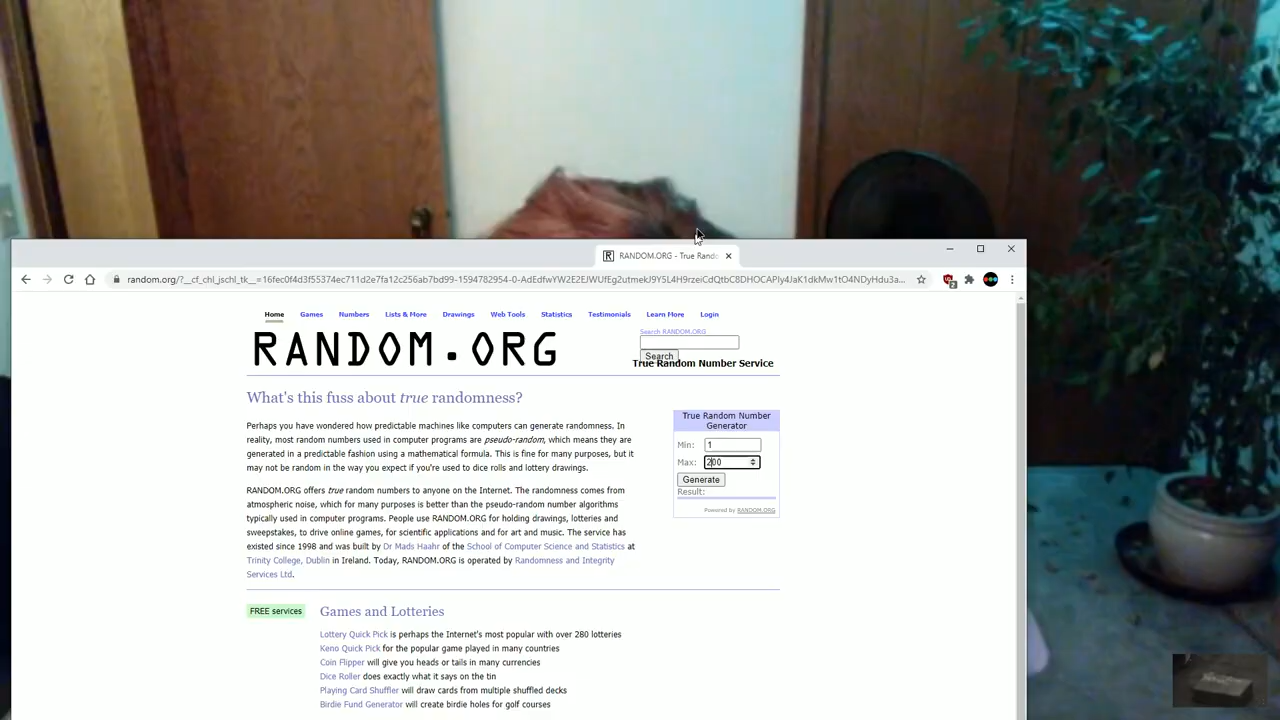 RANDOM.ORG - True Rando
random.org/?__cf_chl_jschl_tk__=16fec0f4d3f55374ec711d2e7fa12c256ab7bd99-1594782954-0-AdEdfwYW2E2EJWUfEg2utmekJ9Y5L4H9rzeiCdQtbC8DHOCAPly4JaK1dkMw1tO4NDyHdu3a...
2
Home Games Numbers Lists & More Drawings Web Tools Statistics Testimonials Learn More Login
Search RANDOM.ORG
RANDOM.ORG
Search
True Random Number Service
What's this fuss about true randomness?
Perhaps you have wondered how predictable machines like computers can generate randomness. In
reality, most random numbers used in computer programs are pseudo-random, which means they are
generated in a predictable fashion using a mathematical formula. This is fine for many purposes, but it
may not be random in the way you expect if you're used to dice rolls and lottery drawings.
RANDOM.ORG offers true random numbers to anyone on the Internet. The randomness comes from
atmospheric noise, which for many purposes is better than the pseudo-random number algorithms
typically used in computer programs. People use RANDOM.ORG for holding drawings, lotteries and
sweepstakes, to drive online games, for scientific applications and for art and music. The service has
existed since 1998 and was built by Dr Mads Haahr of the School of Computer Science and Statistics at
Trinity College, Dublin in Ireland. Today, RANDOM.ORG is operated by Randomness and Integrity
Services Ltd.
True Random Number
Generator
Min: 1
Max: 200
Generate
Result:
Powered by RANDOM.ORG
FREE services
Games and Lotteries
Lottery Quick Pick is perhaps the Internet's most popular with over 280 lotteries
Keno Quick Pick for the popular game played in many countries
Coin Flipper will give you heads or tails in many currencies
Dice Roller does exactly what it says on the tin
Playing Card Shuffler will draw cards from multiple shuffled decks
Birdie Fund Generator will create birdie holes for golf courses